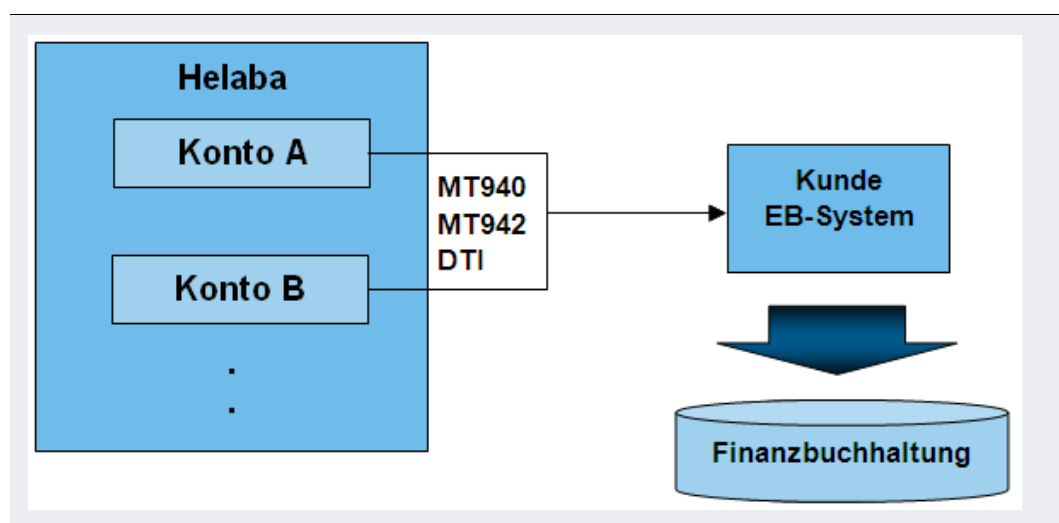 Helaba
Konto A
MT940
MT942
DTI
Konto B
.
.
Kunde
EB-System
Finanzbuchhaltung